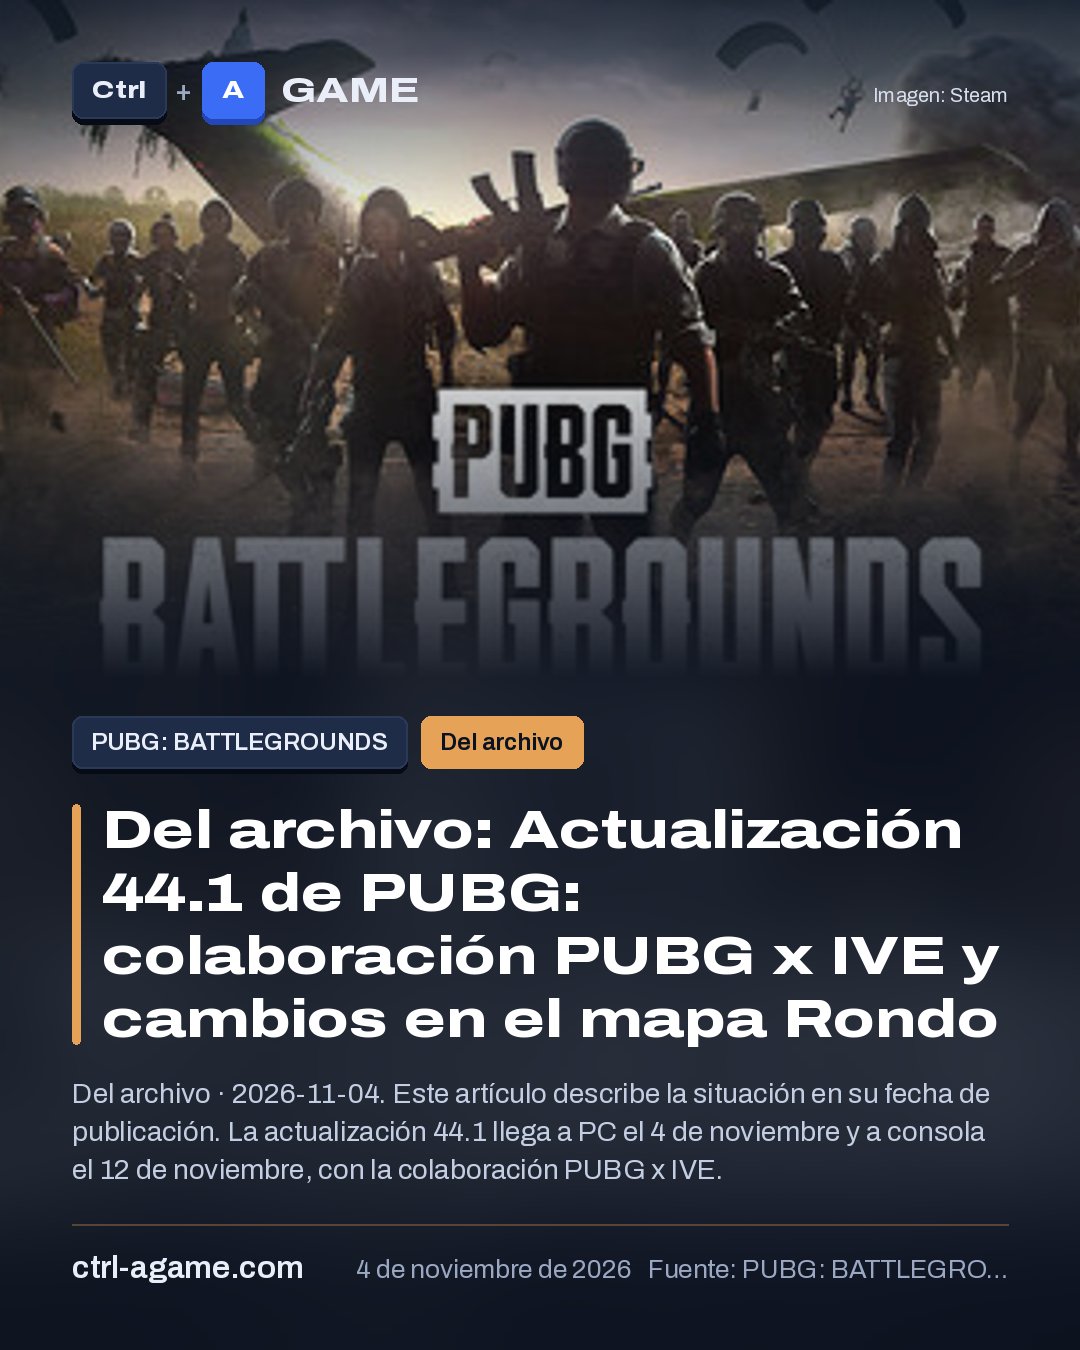 Ctrl + A GAME
Imagen: Steam
PUBG
BATTLEGROUNDS
PUBG: BATTLEGROUNDS
Del archivo
Del archivo: Actualización
44.1 de PUBG:
colaboración PUBG x IVE y
cambios en el mapa Rondo
Del archivo · 2026-11-04. Este artículo describe la situación en su fecha de
publicación. La actualización 44.1 llega a PC el 4 de noviembre y a consola
el 12 de noviembre, con la colaboración PUBG x IVE.
ctrl-agame.com
4 de noviembre de 2026 Fuente: PUBG: BATTLEGRO...